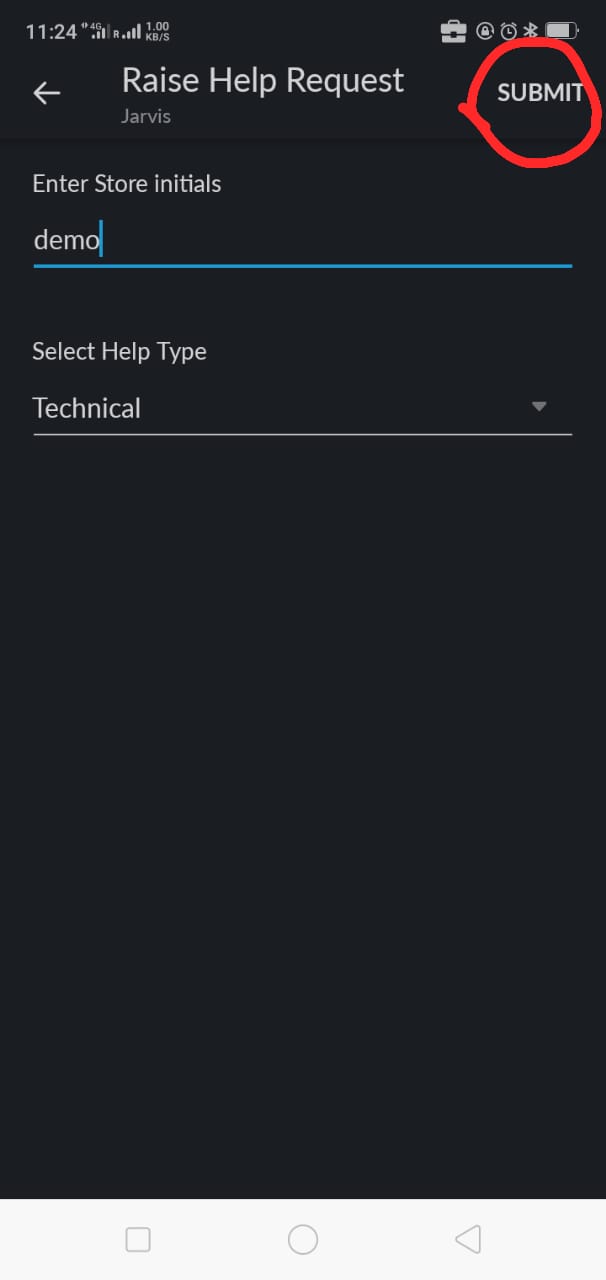 11:24 4G R 1.00 KB/S
Raise Help Request
SUBMIT
Jarvis
Enter Store initials
demo
Select Help Type
Technical